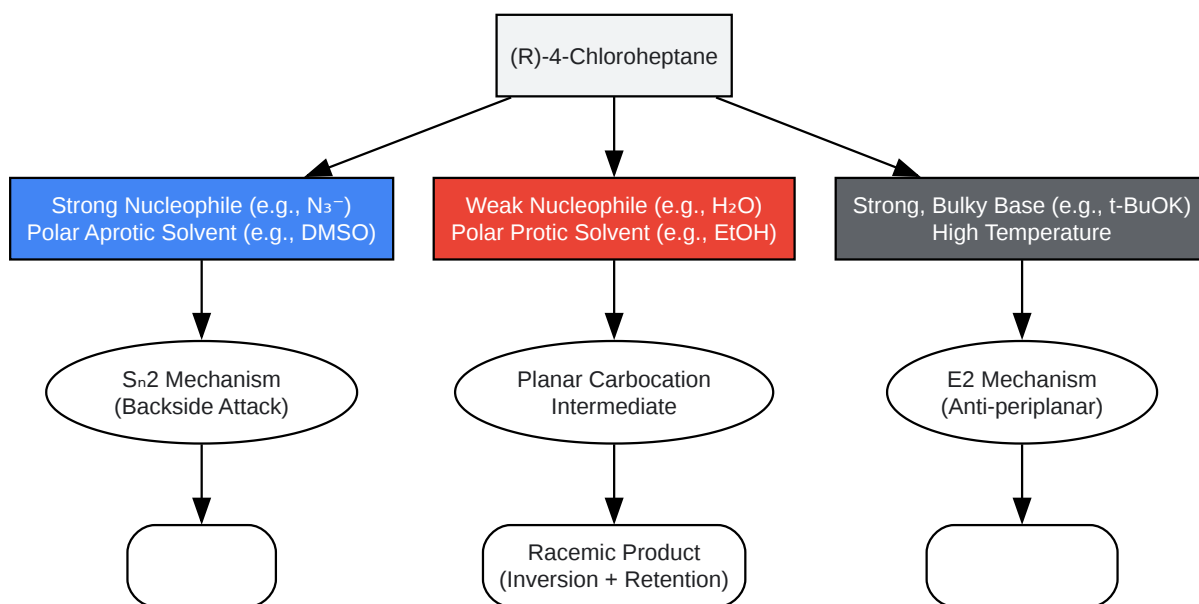 (R)-4-Chloroheptane
Strong Nucleophile (e.g., N₃⁻)
Polar Aprotic Solvent (e.g., DMSO)
Weak Nucleophile (e.g., H₂O)
Polar Protic Solvent (e.g., EtOH)
Strong, Bulky Base (e.g., t-BuOK)
High Temperature
Sₙ2 Mechanism
(Backside Attack)
Planar Carbocation
Intermediate
E2 Mechanism
(Anti-periplanar)
Racemic Product
(Inversion + Retention)